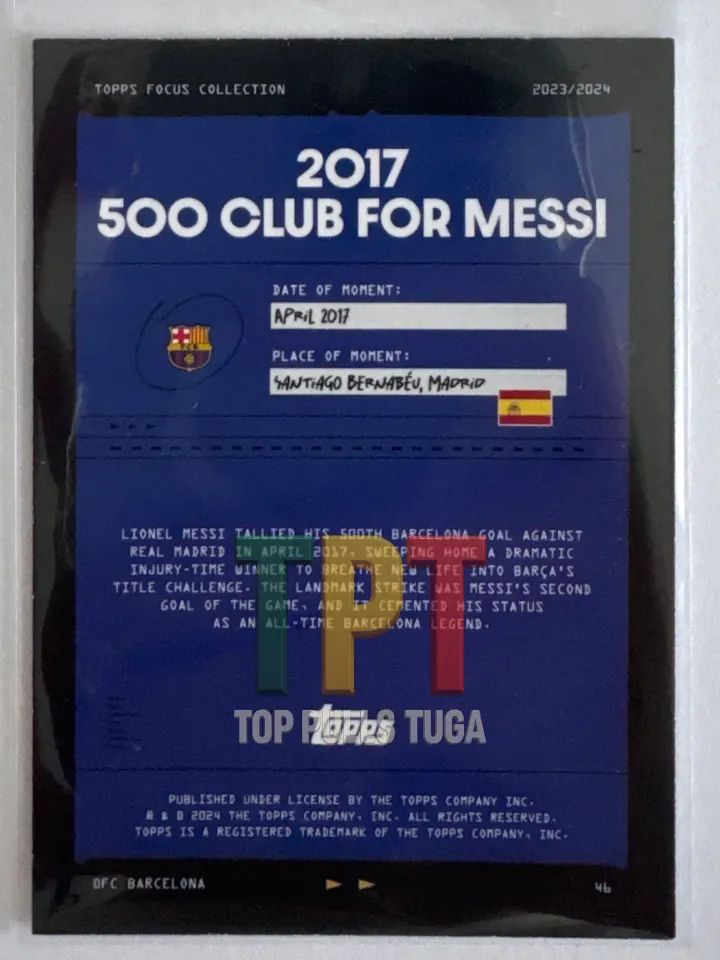 TOPPS FOCUS COLLECTION 2023/2024
2017
500 CLUB FOR MESSI
DATE OF MOMENT:
APRIL 2017
FCB
PLACE OF MOMENT:
SANTIAGO BERNABÉU, MADRID
LIONEL MESSI TALLIED HIS 500TH BARCELONA GOAL AGAINST
REAL MADRID IN APRIL 2017, SWEEPING HOME A DRAMATIC
INJURY-TIME WINNER TO BREATHE NEW LIFE INTO BARÇA'S
TITLE CHALLENGE. THE LANDMARK STRIKE WAS MESSI'S SECOND
GOAL OF THE GAME, AND IT CEMENTED HIS STATUS
AS AN ALL-TIME BARCELONA LEGEND.
TPT
TOP PULLS TUGA
topps
PUBLISHED UNDER LICENSE BY THE TOPPS COMPANY INC.
® & © 2024 THE TOPPS COMPANY, INC. ALL RIGHTS RESERVED.
TOPPS IS A REGISTERED TRADEMARK OF THE TOPPS COMPANY, INC.
©FC BARCELONA 46